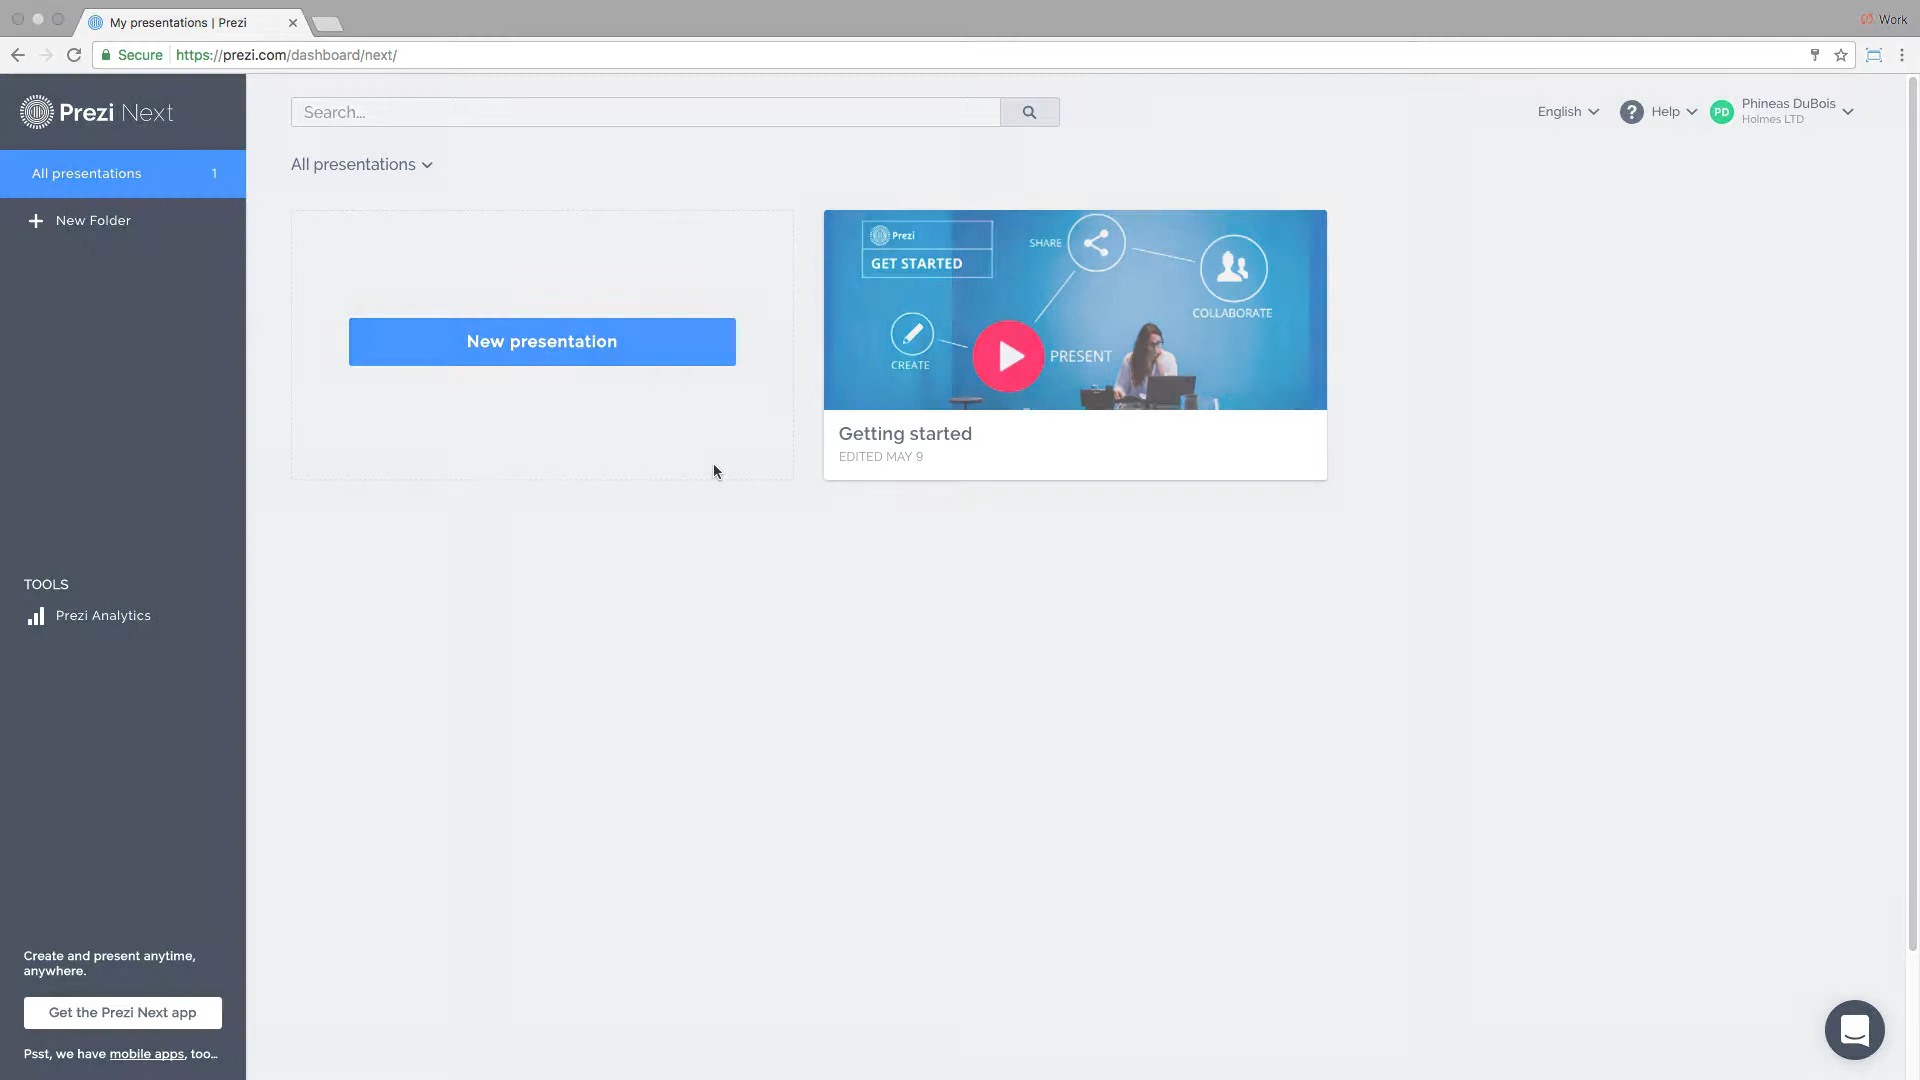 My presentations | Prezi
Work
Secure
https://prezi.com/dashboard/next/
Prezi Next
Search...
English
? Help
PD
Phineas DuBois
Holmes LTD
All presentations
1
New Folder
All presentations
New presentation
Prezi
GET STARTED
SHARE
COLLABORATE
CREATE
PRESENT
Getting started
EDITED MAY 9
TOOLS
Prezi Analytics
Create and present anytime,
anywhere.
Get the Prezi Next app
Psst, we have mobile apps, too...